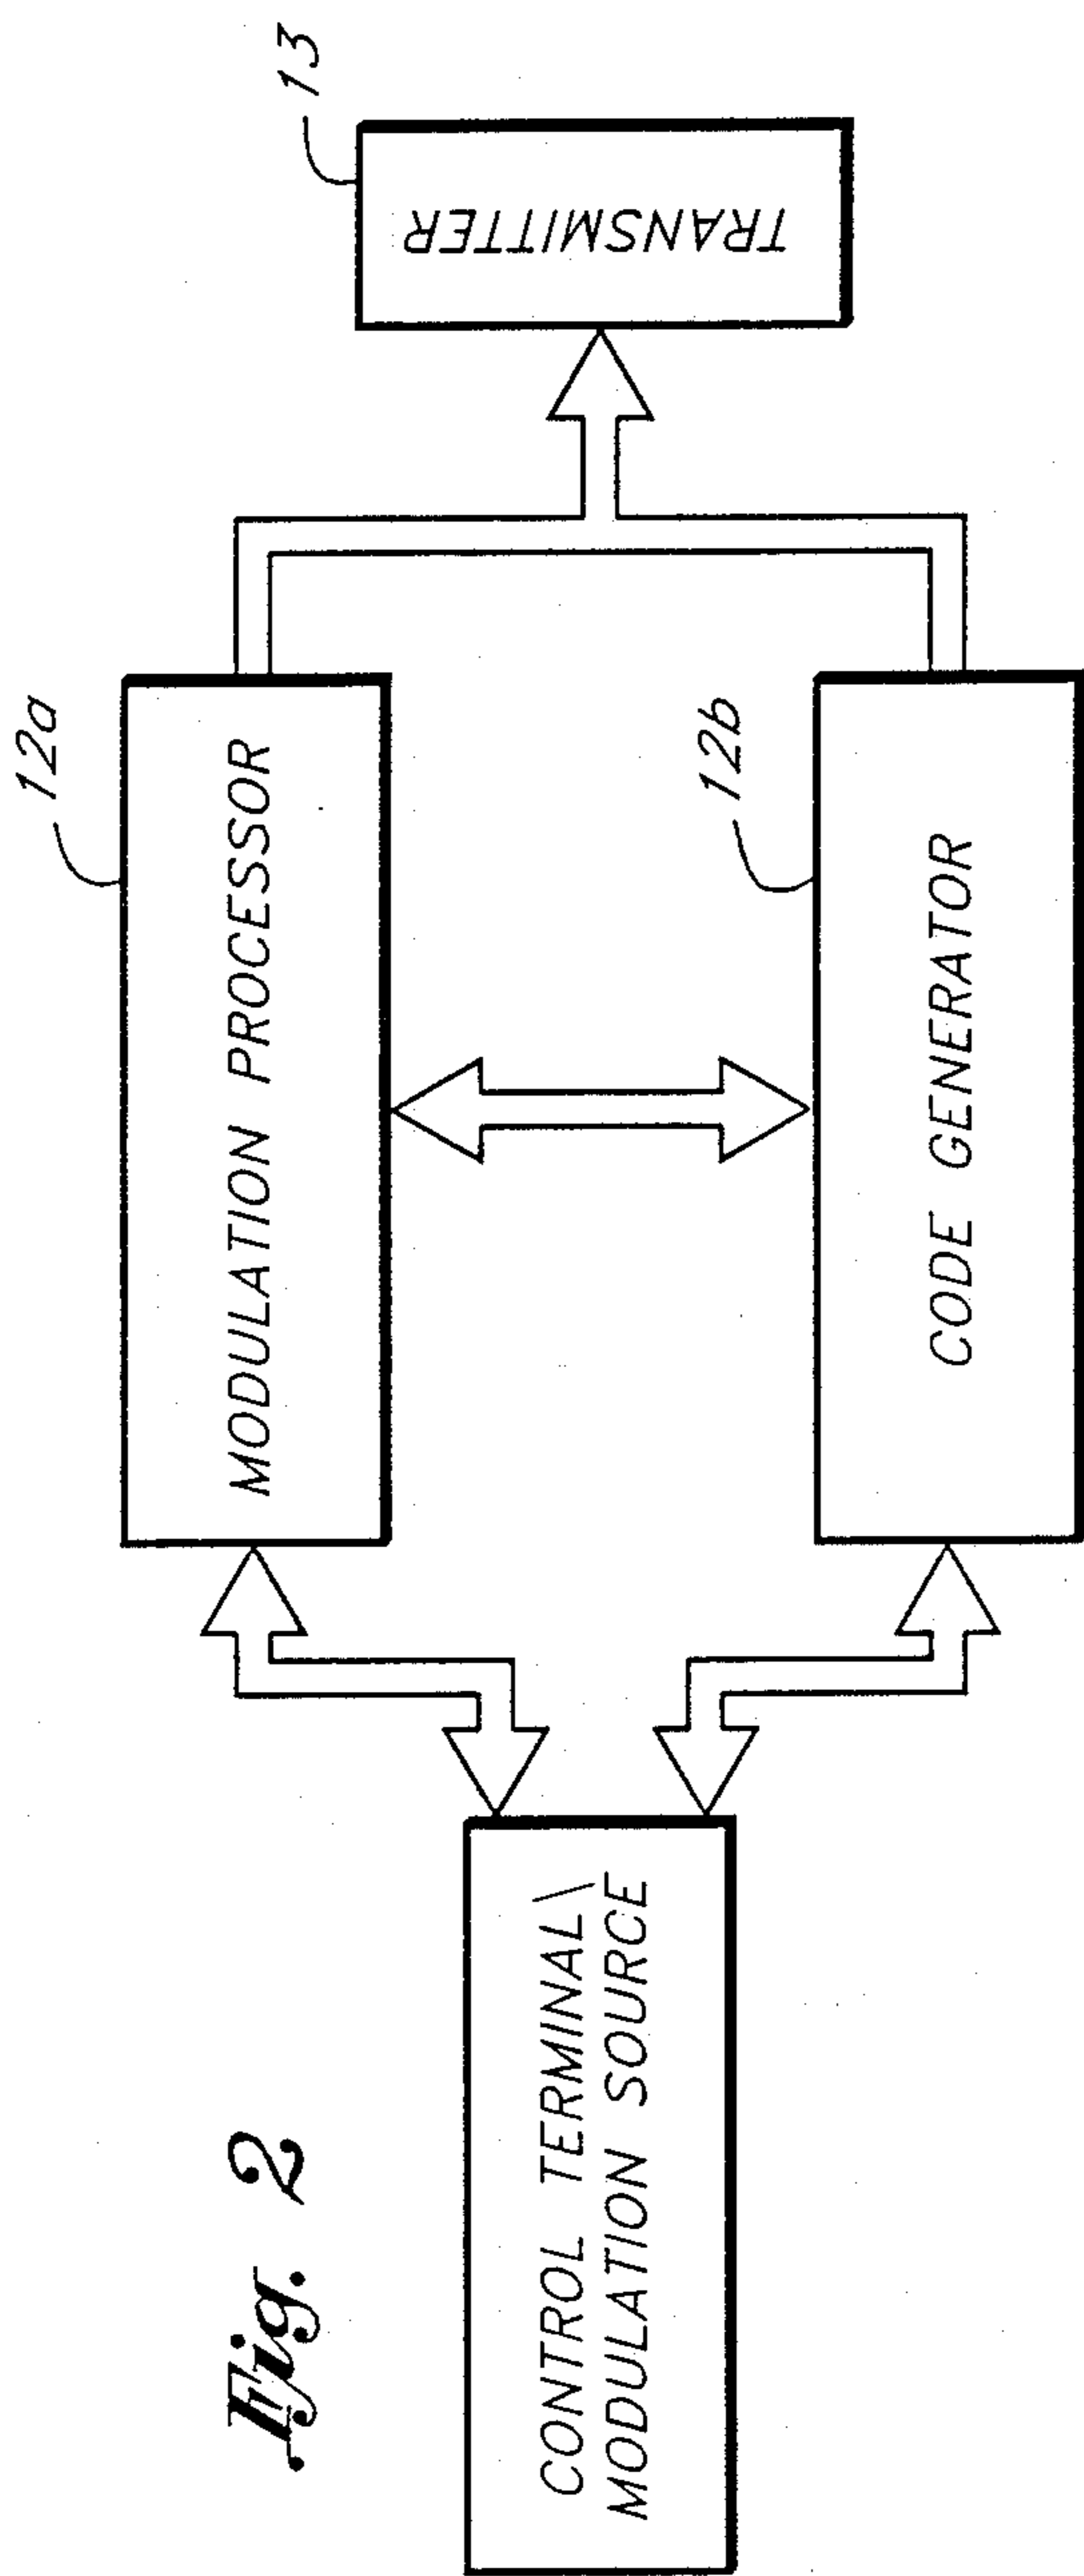 Fig. 2
CONTROL TERMINAL\
MODULATION SOURCE
12a
MODULATION PROCESSOR
12b
CODE GENERATOR
13
TRANSMITTER